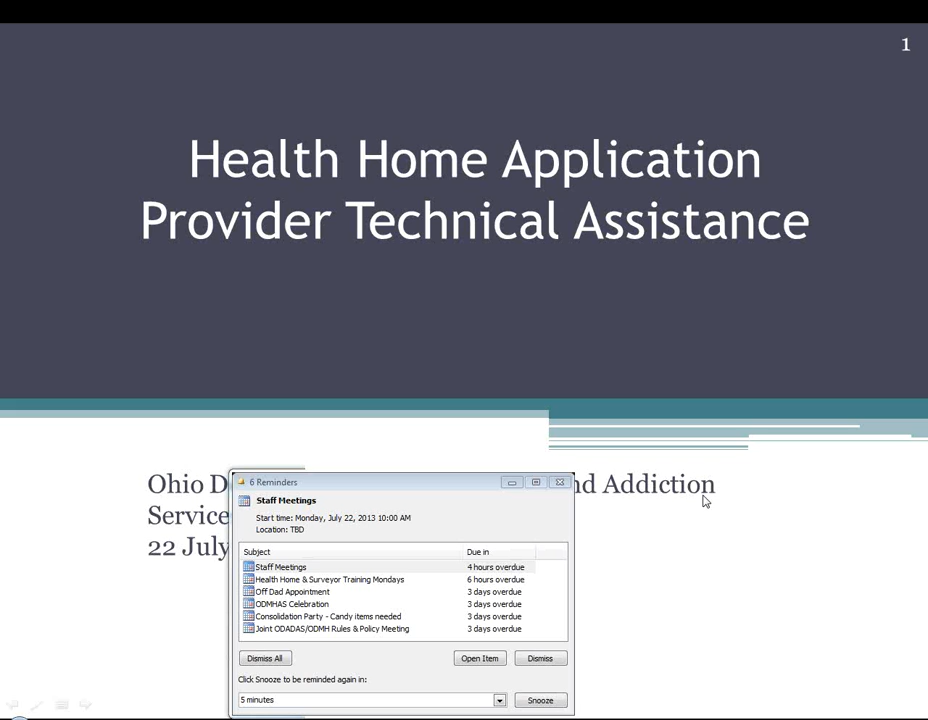 1
Health Home Application
Provider Technical Assistance
Ohio D
nd Addiction
Service
22 July
6 Reminders
Staff Meetings
Start time: Monday, July 22, 2013 10:00 AM
Location: TBD
Subject Due in
Staff Meetings 4 hours overdue
Health Home & Surveyor Training Mondays 6 hours overdue
Off Dad Appointment 3 days overdue
ODMHAS Celebration 3 days overdue
Consolidation Party - Candy items needed 3 days overdue
Joint ODADAS/ODMH Rules & Policy Meeting 3 days overdue
Dismiss All Open Item Dismiss
Click Snooze to be reminded again in:
5 minutes Snooze